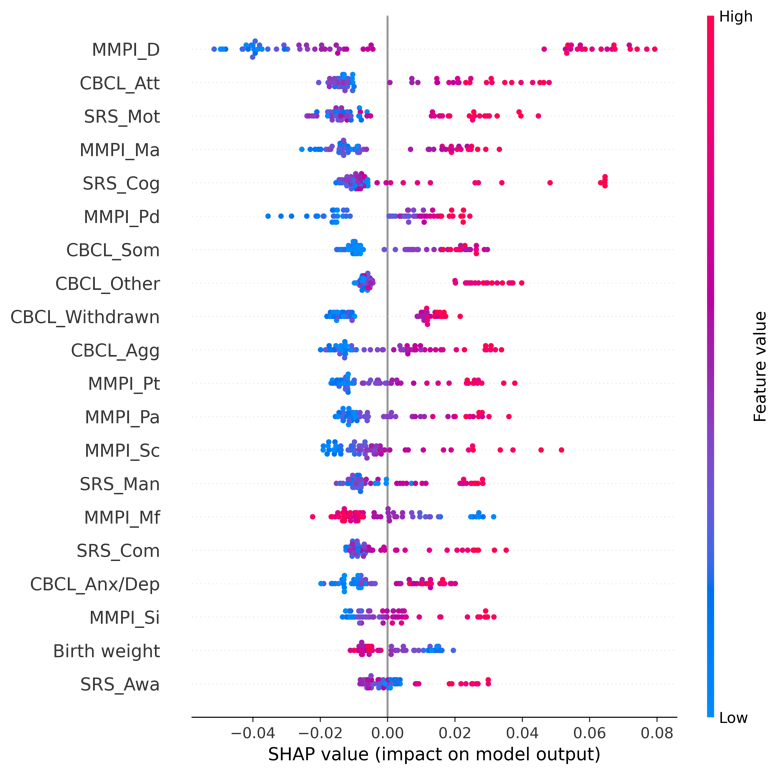 High
MMPI_D
CBCL_Att
SRS_Mot
MMPI_Ma
SRS_Cog
MMPI_Pd
CBCL_Som
CBCL_Other
CBCL_Withdrawn
CBCL_Agg
MMPI_Pt
MMPI_Pa
MMPI_Sc
SRS_Man
MMPI_Mf
SRS_Com
CBCL_Anx/Dep
MMPI_Si
Birth weight
SRS_Awa
Feature value
Low
−0.04 −0.02 0.00 0.02 0.04 0.06 0.08
SHAP value (impact on model output)